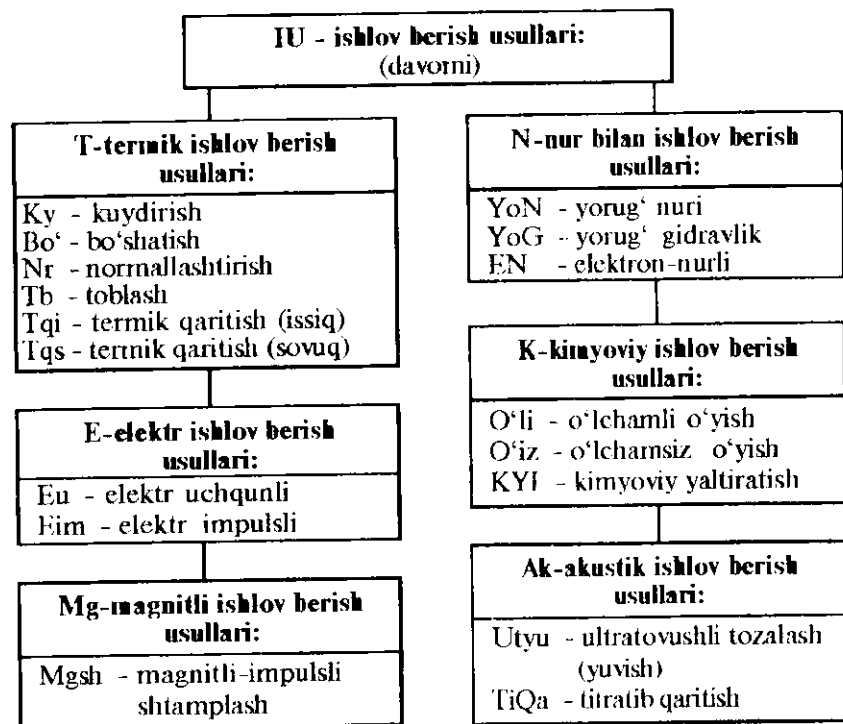 IU - ishlov berish usullari:
(davorni)
T-termik ishlov berish
usullari:
Ky - kuydirish
Bo‘ - bo‘shatish
Nr - normallashtirish
Tb - toblash
Tqi - termik qaritish (issiq)
Tqs - termik qaritish (sovuq)
E-elektr ishlov berish
usullari:
Eu - elektr uchqunli
Eim - elektr impulsli
Mg-magnitli ishlov berish
usullari:
Mgsh - magnitli-impulsli
shtamplash
N-nur bilan ishlov berish
usullari:
YoN - yorug‘ nuri
YoG - yorug‘ gidravlik
EN - elektron-nurli
K-kimyoviy ishlov berish
usullari:
O‘li - o‘lchamli o‘yish
O‘iz - o‘lchamsiz o‘yish
KYI - kimyoviy yaltiratish
Ak-akustik ishlov berish
usullari:
Utyu - ultratovushli tozalash
(yuvish)
TiQa - titratib qaritish